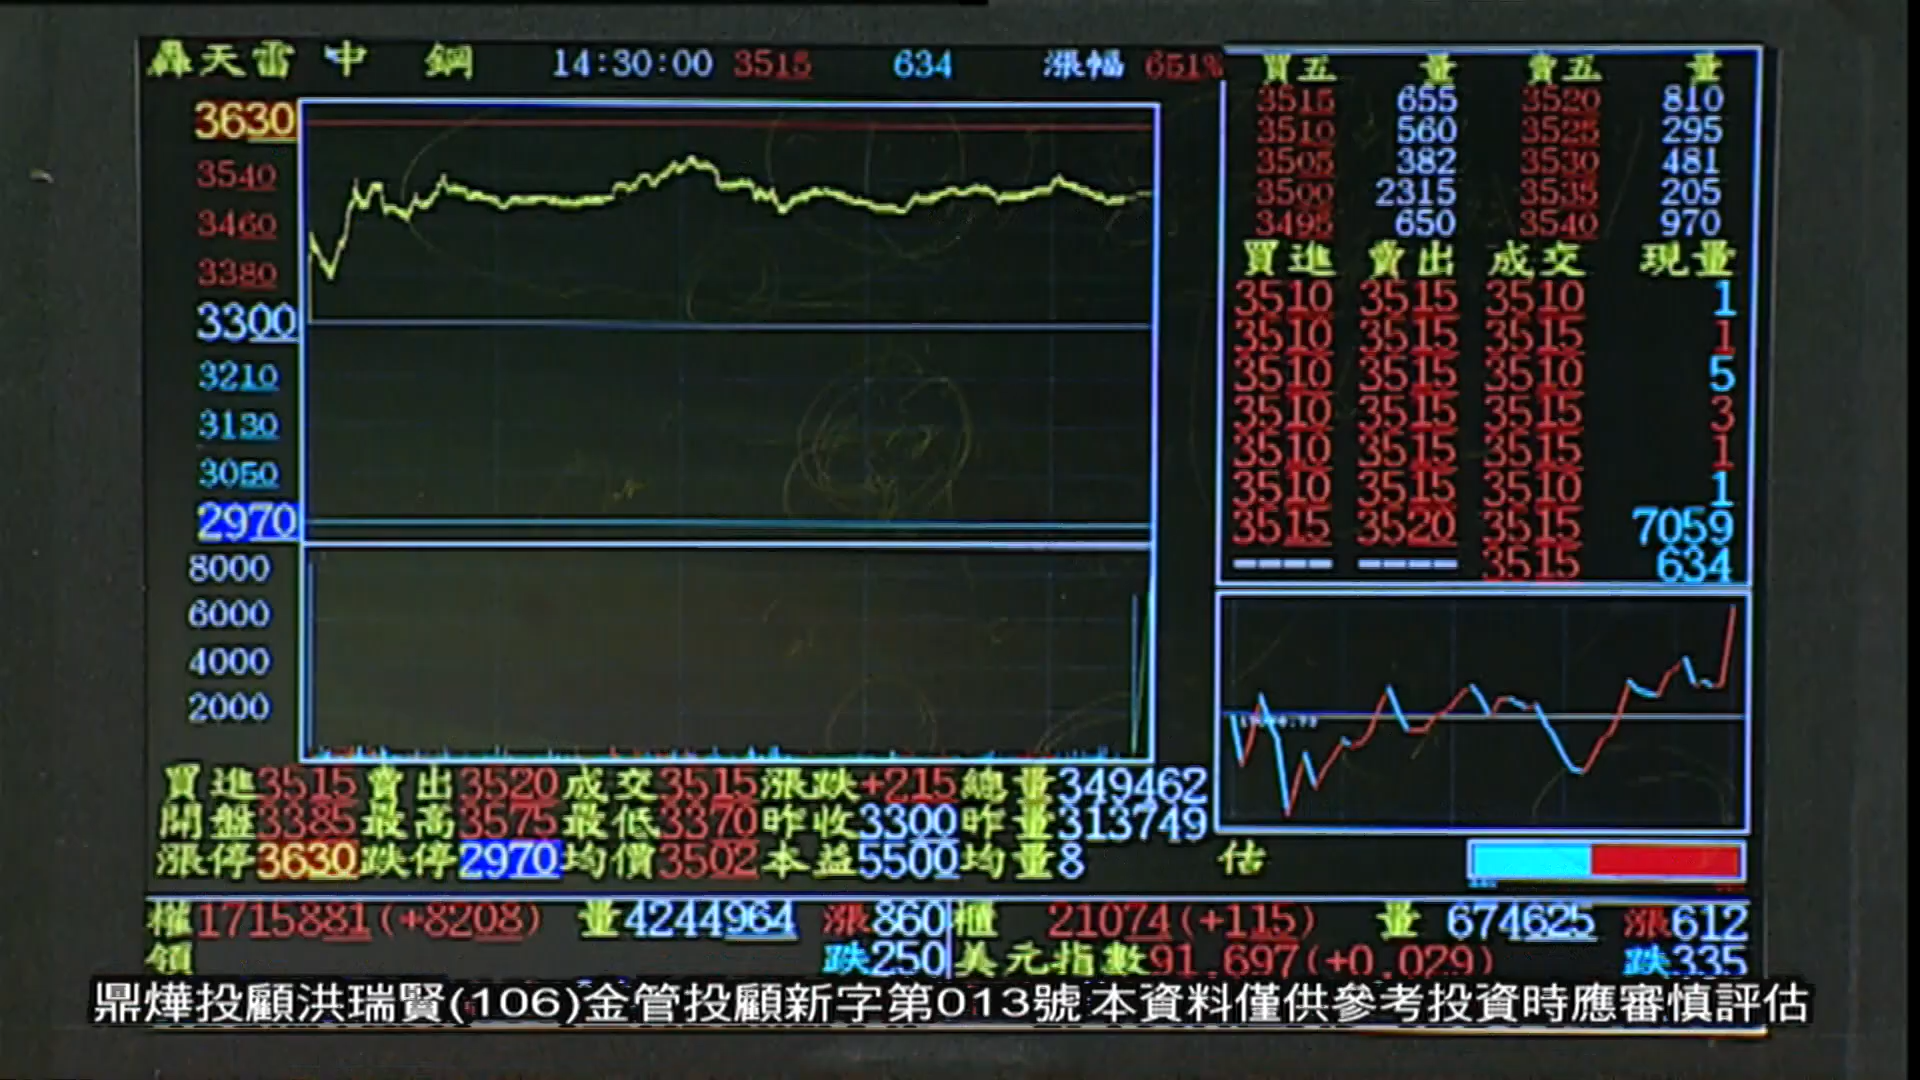 轟天雷 中 鋼 14:30:00 3515 634 漲幅 651%
3630
3540
3460
3380
3300
3210
3130
3050
2970
8000
6000
4000
2000
買五 量 賣五 量
3515 655 3520 810
3510 560 3525 295
3505 382 3530 481
3500 2315 3535 205
3495 650 3540 970
買進 賣出 成交 現量
3510 3515 3510 1
3510 3515 3515 1
3510 3515 3510 5
3510 3515 3515 3
3510 3515 3515 1
3510 3515 3510 1
3515 3520 3515 7059
---- ---- 3515 634
買進3515賣出3520成交3515漲跌+215總量349462
開盤3385最高3575最低3370昨收3300昨量313749
漲停3630跌停2970均價3502本益5500均量8
估
權1715881(+8208) 量4244964 漲860 櫃 21074(+115) 量 674625 漲612
領 跌250 美元指數91.697(+0.029) 跌335
鼎燁投顧洪瑞賢(106)金管投顧新字第013號 本資料僅供參考投資時應審慎評估